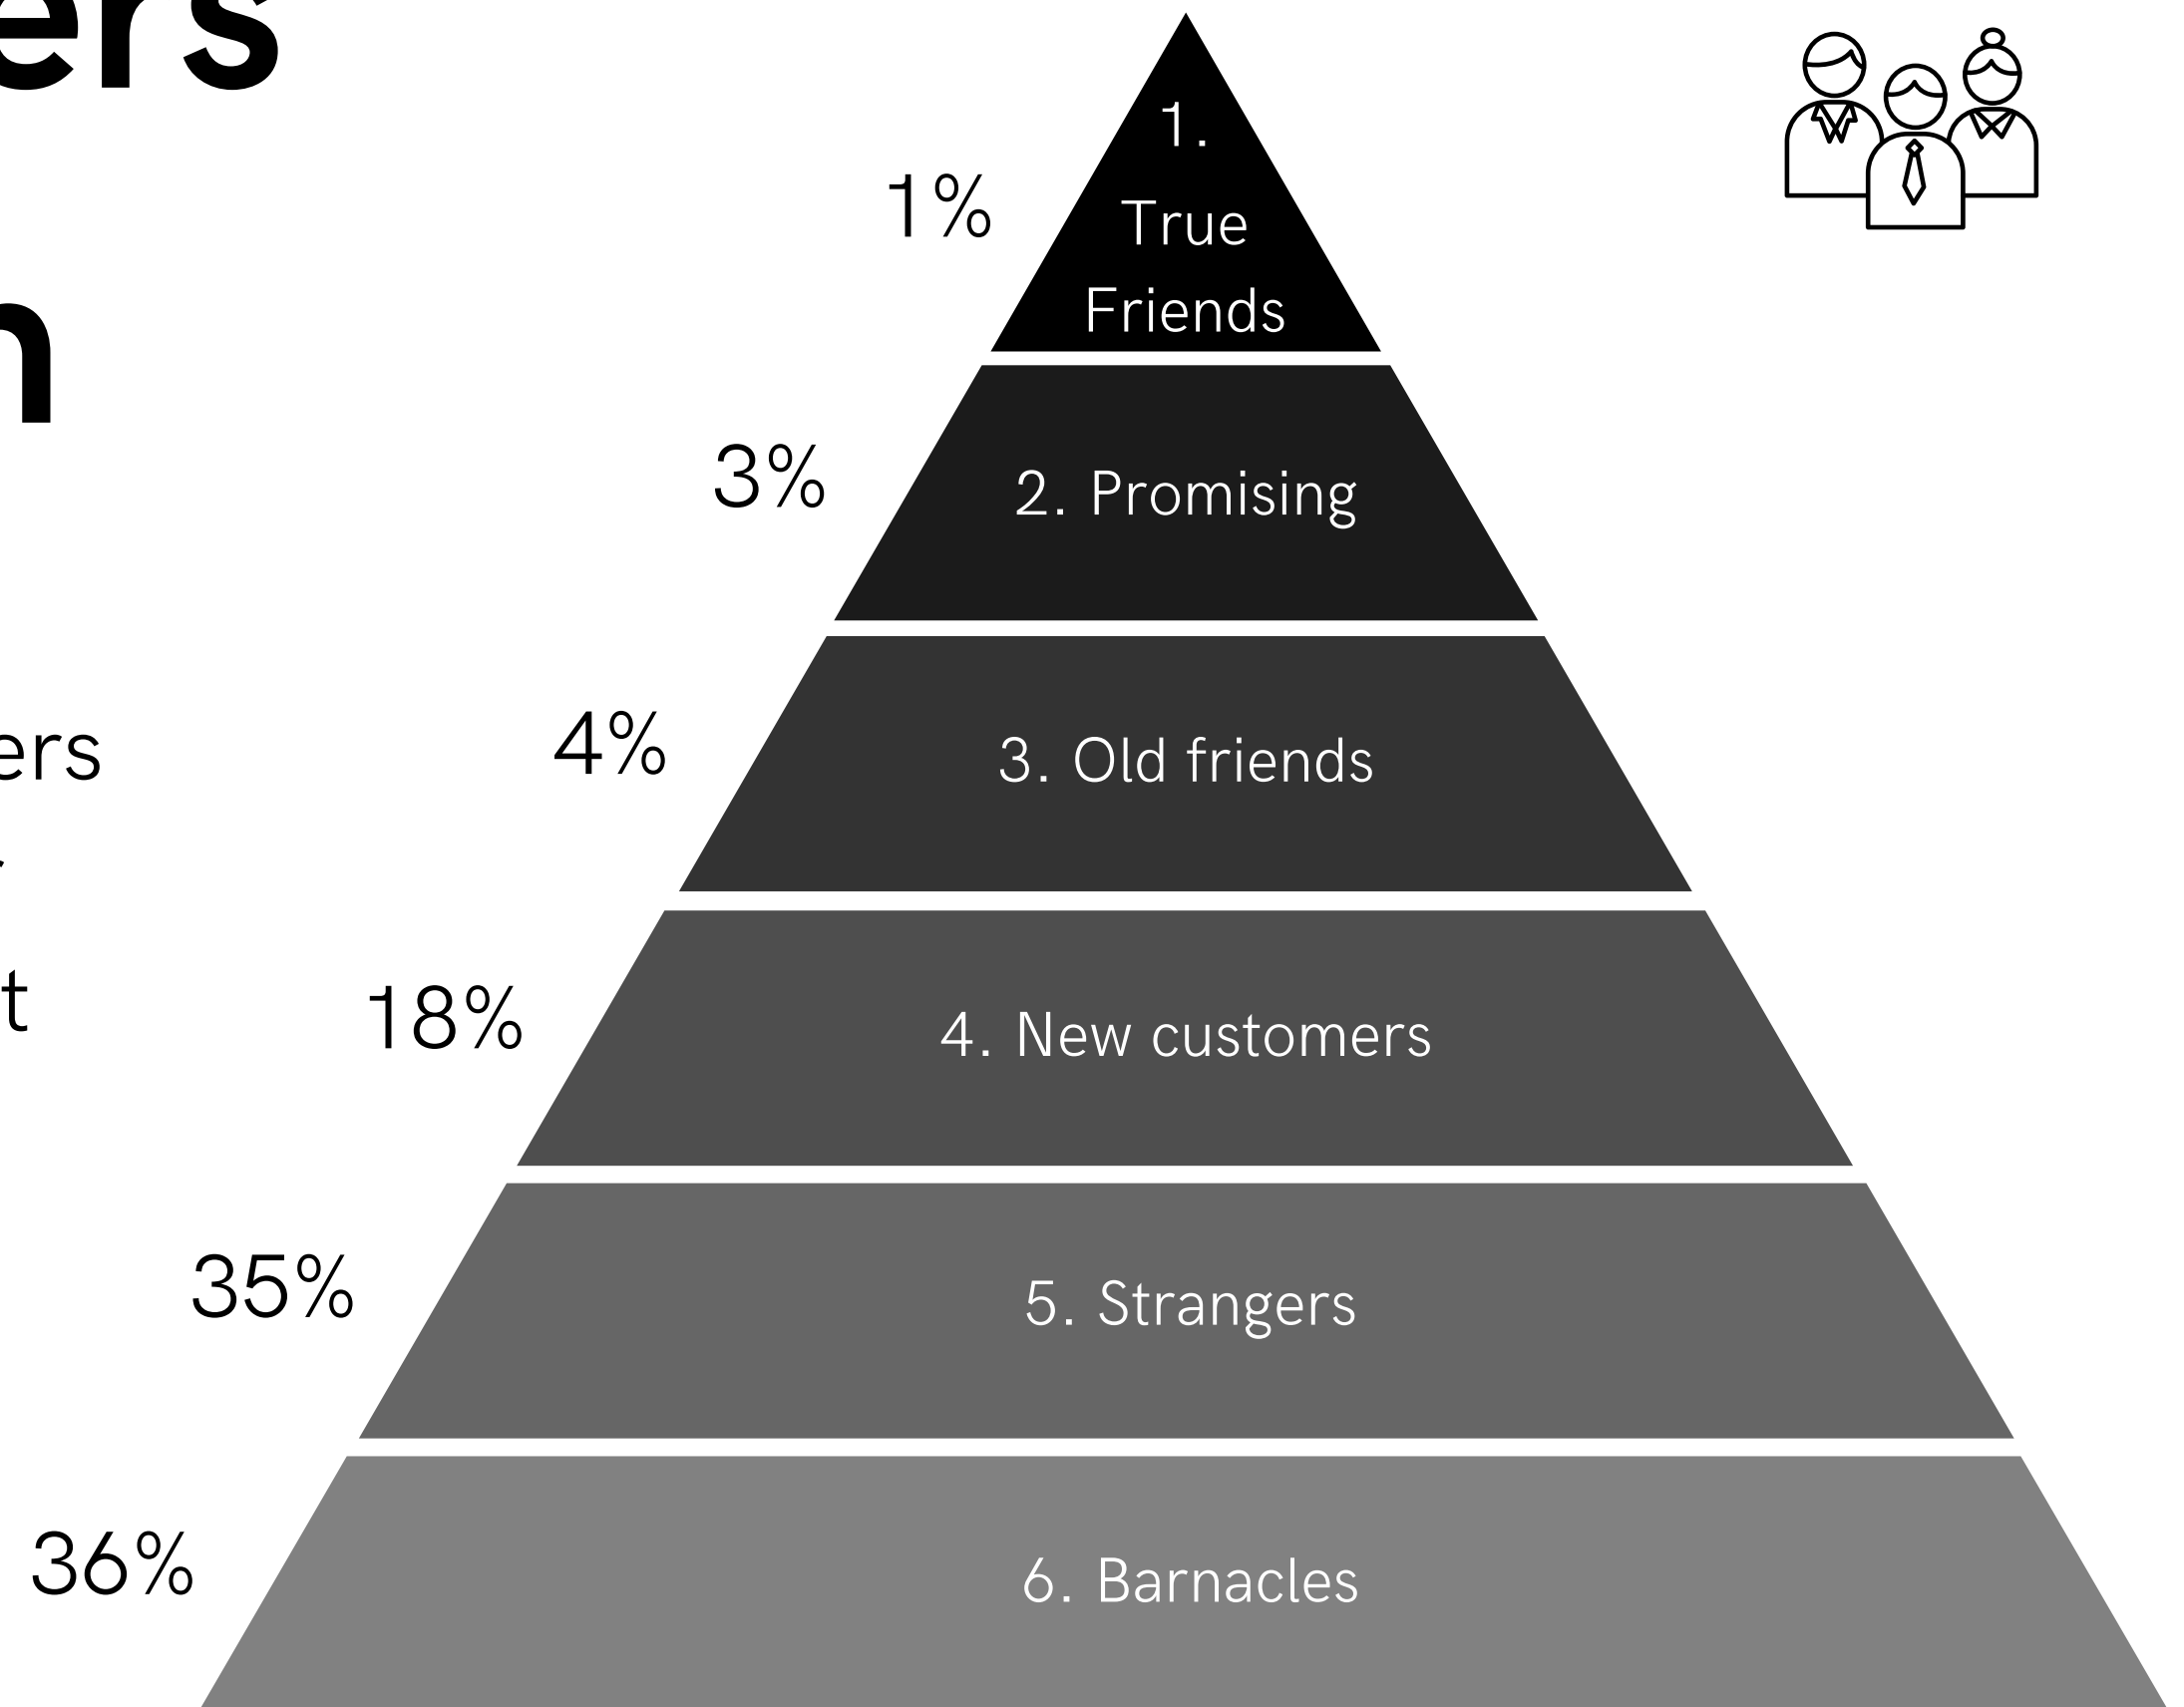 ers
n
ers
t
1%
1.
True
Friends
3%
2. Promising
4%
3. Old friends
18%
4. New customers
35%
5. Strangers
36%
6. Barnacles